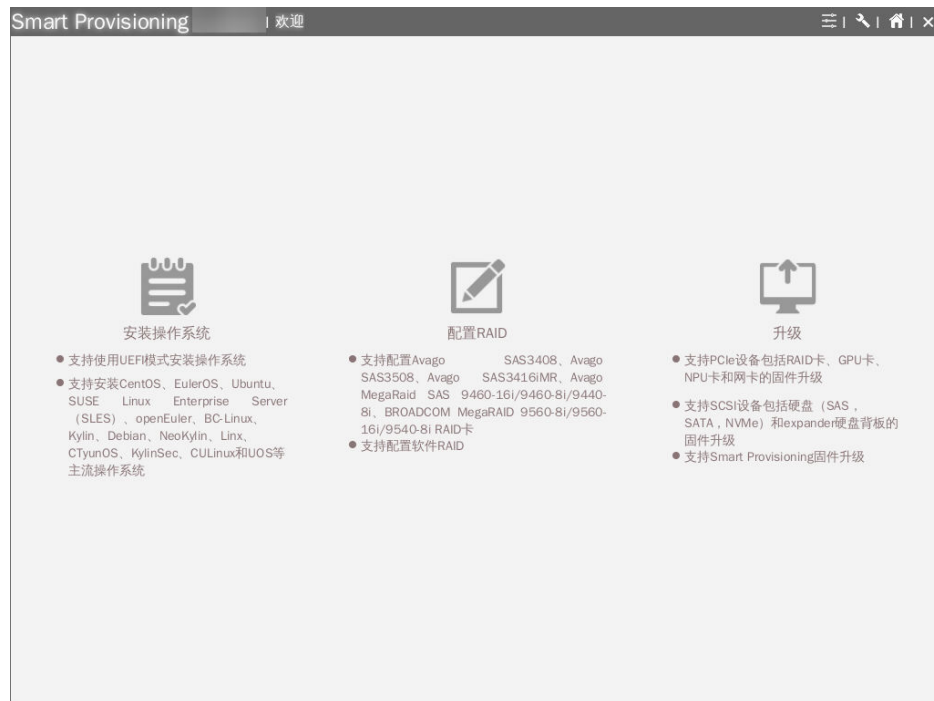 Smart Provisioning | 欢迎
安装操作系统
● 支持使用UEFI模式安装操作系统
● 支持安装CentOS、EulerOS、Ubuntu、
SUSE Linux Enterprise Server
（SLES）、openEuler、BC-Linux、
Kylin、Debian、NeoKylin、Linx、
CTyunOS、KylinSec、CULinux和UOS等
主流操作系统
配置RAID
● 支持配置Avago SAS3408、Avago
SAS3508、Avago SAS3416iMR、Avago
MegaRaid SAS 9460-16i/9460-8i/9440-
8i、BROADCOM MegaRAID 9560-8i/9560-
16i/9540-8i RAID卡
● 支持配置软件RAID
升级
● 支持PCIe设备包括RAID卡、GPU卡、
NPU卡和网卡的固件升级
● 支持SCSI设备包括硬盘（SAS，
SATA，NVMe）和expander硬盘背板的
固件升级
● 支持Smart Provisioning固件升级